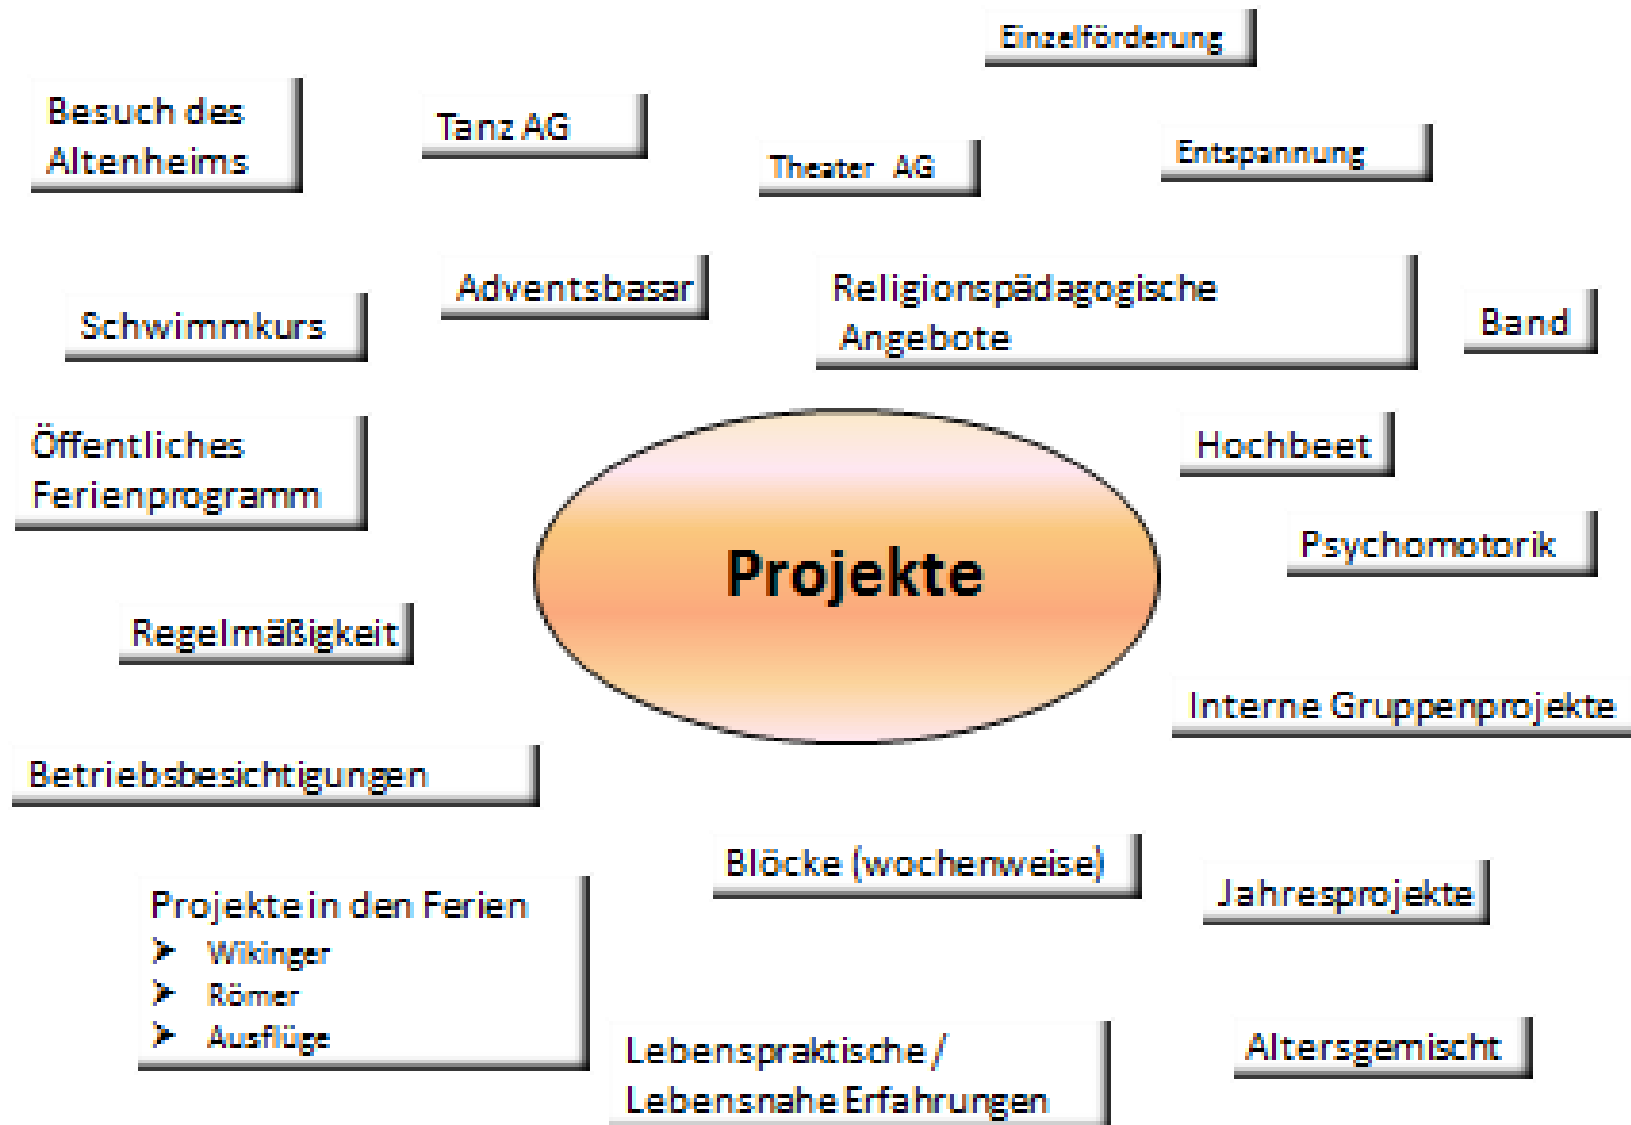 Einzelförderung
Besuch des
Altenheims
Tanz AG
Theater AG
Entspannung
Adventsbasar
Religionspädagogische
Angebote
Schwimmkurs
Band
Öffentliches
Ferienprogramm
Hochbeet
Projekte
Psychomotorik
Regelmäßigkeit
Interne Gruppenprojekte
Betriebsbesichtigungen
Blöcke (wochenweise)
Jahresprojekte
Projekte in den Ferien
➤ Wikinger
➤ Römer
➤ Ausflüge
Lebenspraktische /
Lebensnahe Erfahrungen
Altersgemischt